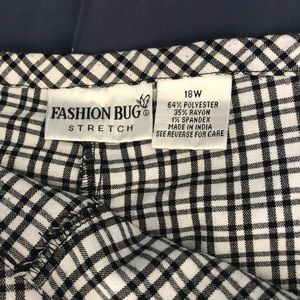 FASHION BUG®
STRETCH
18W
64% POLYESTER
35% RAYON
1% SPANDEX
MADE IN INDIA
SEE REVERSE FOR CARE